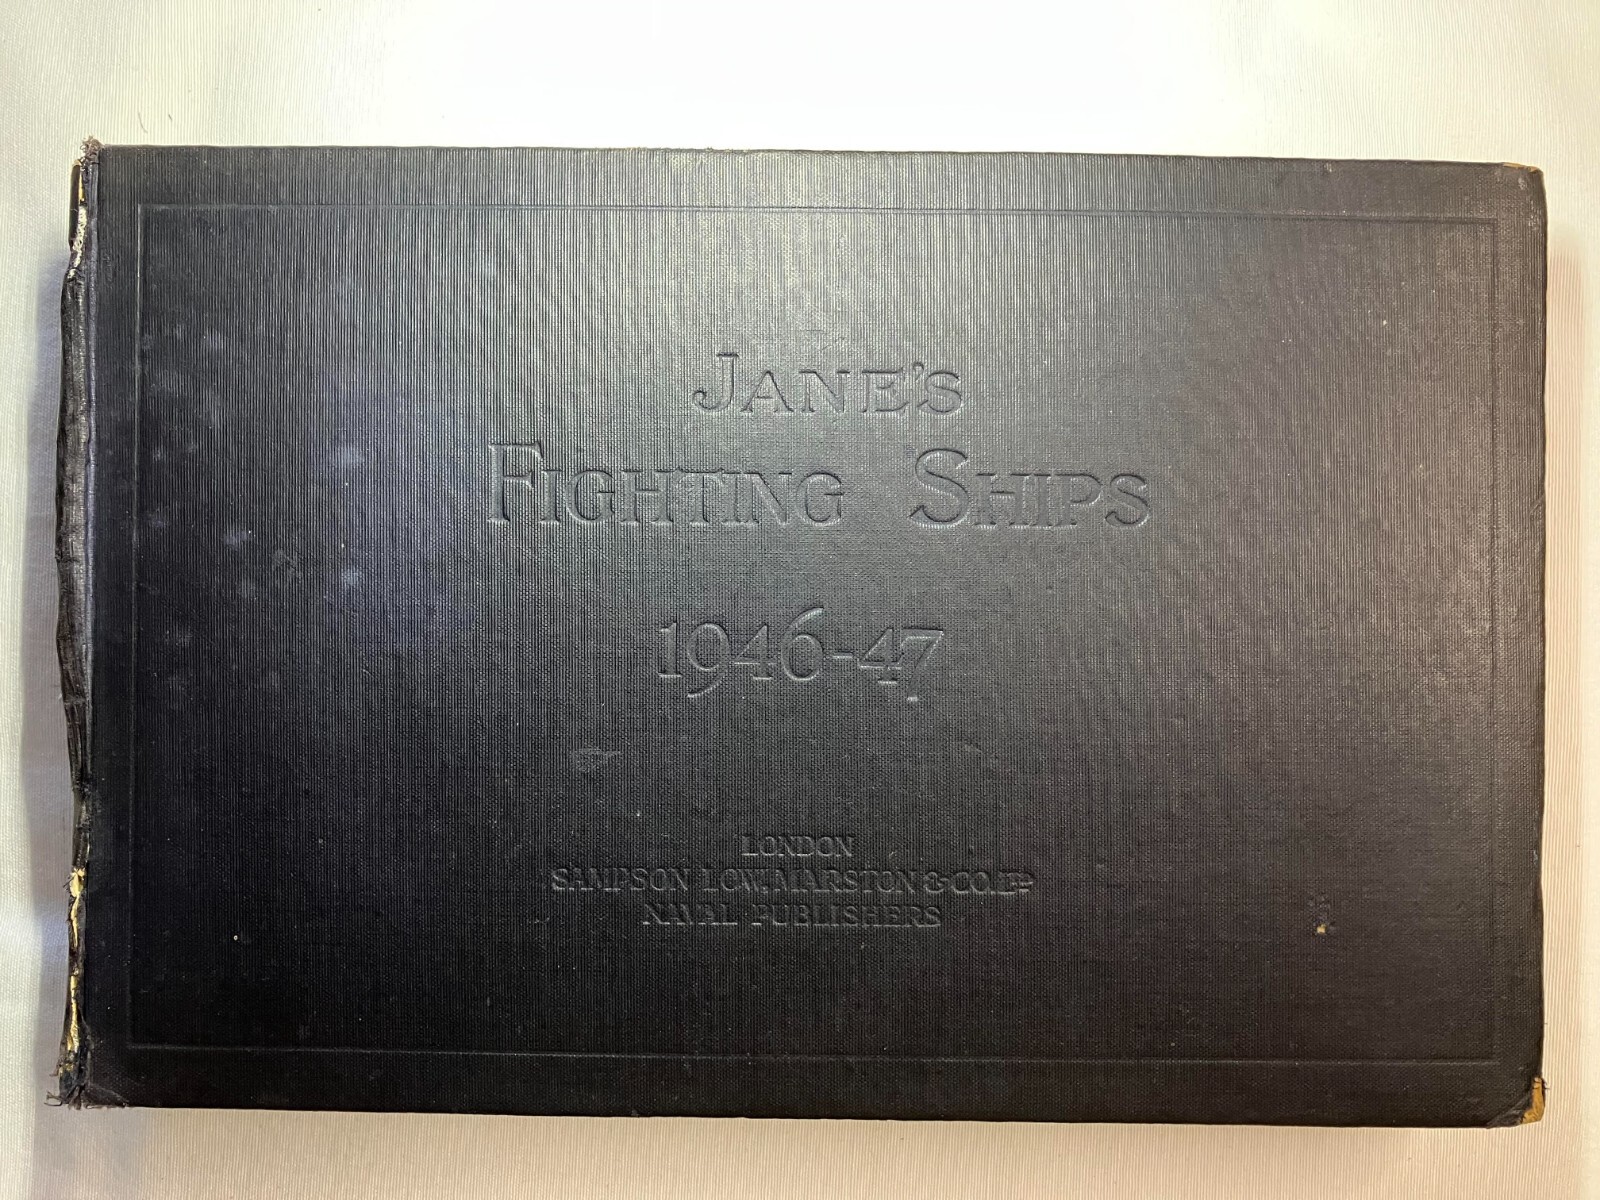 JANE'S
FIGHTING SHIPS
1946-47
LONDON
SAMPSON LOW, MARSTON & CO. LTD
NAVAL PUBLISHERS